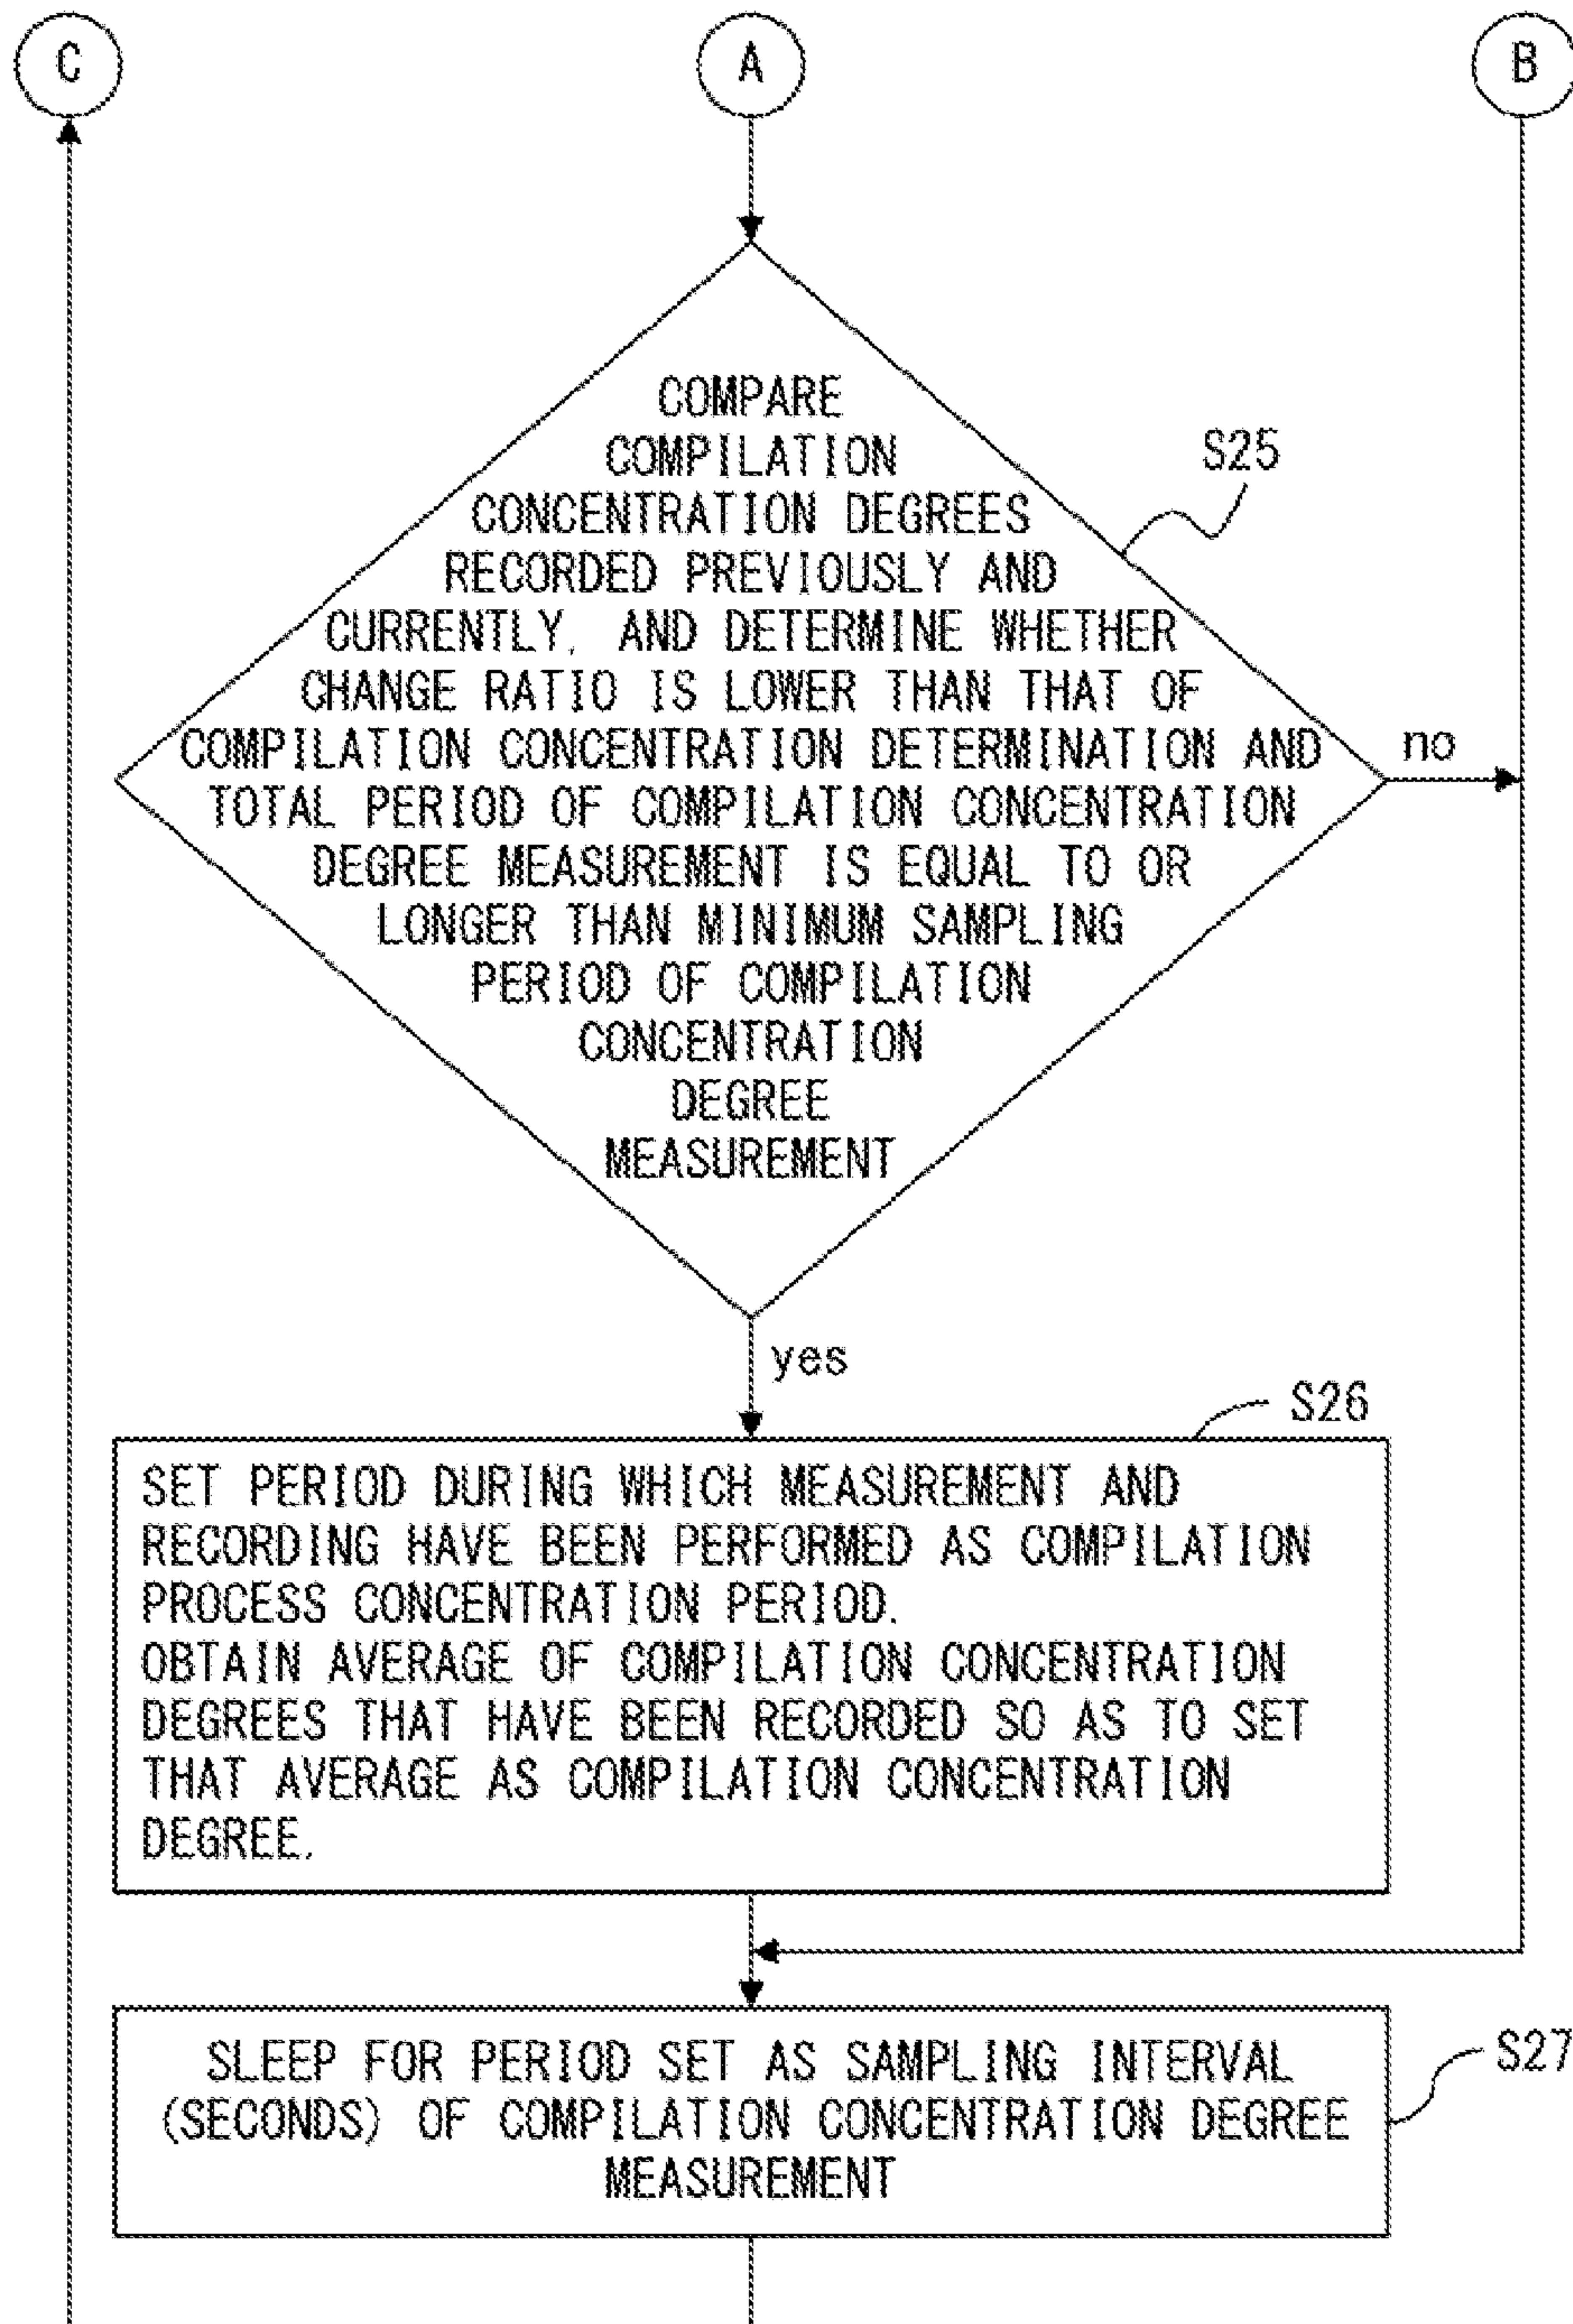 C
A
B
COMPARE
COMPILATION
CONCENTRATION DEGREES
RECORDED PREVIOUSLY AND
CURRENTLY, AND DETERMINE WHETHER
CHANGE RATIO IS LOWER THAN THAT OF
COMPILATION CONCENTRATION DETERMINATION AND
TOTAL PERIOD OF COMPILATION CONCENTRATION
DEGREE MEASUREMENT IS EQUAL TO OR
LONGER THAN MINIMUM SAMPLING
PERIOD OF COMPILATION
CONCENTRATION
DEGREE
MEASUREMENT
S25
no
yes
S26
SET PERIOD DURING WHICH MEASUREMENT AND
RECORDING HAVE BEEN PERFORMED AS COMPILATION
PROCESS CONCENTRATION PERIOD.
OBTAIN AVERAGE OF COMPILATION CONCENTRATION
DEGREES THAT HAVE BEEN RECORDED SO AS TO SET
THAT AVERAGE AS COMPILATION CONCENTRATION
DEGREE.
SLEEP FOR PERIOD SET AS SAMPLING INTERVAL
(SECONDS) OF COMPILATION CONCENTRATION DEGREE
MEASUREMENT
S27